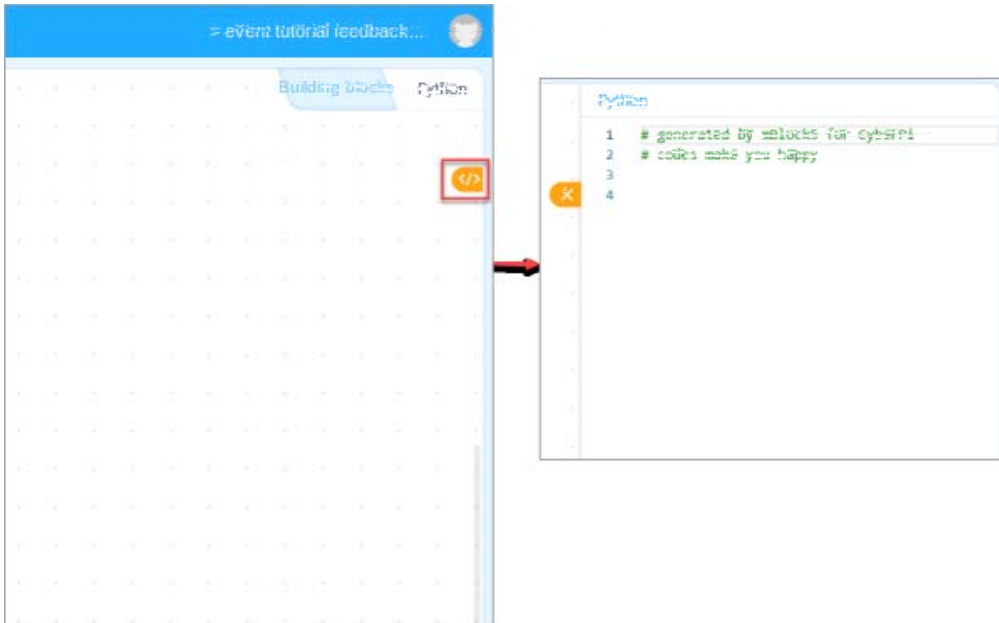 event tutorial feedback...
Building blocks
Python
</>
Python
1 # generated by mBlock5 for CyberPi
2 # codes make you happy
3
4